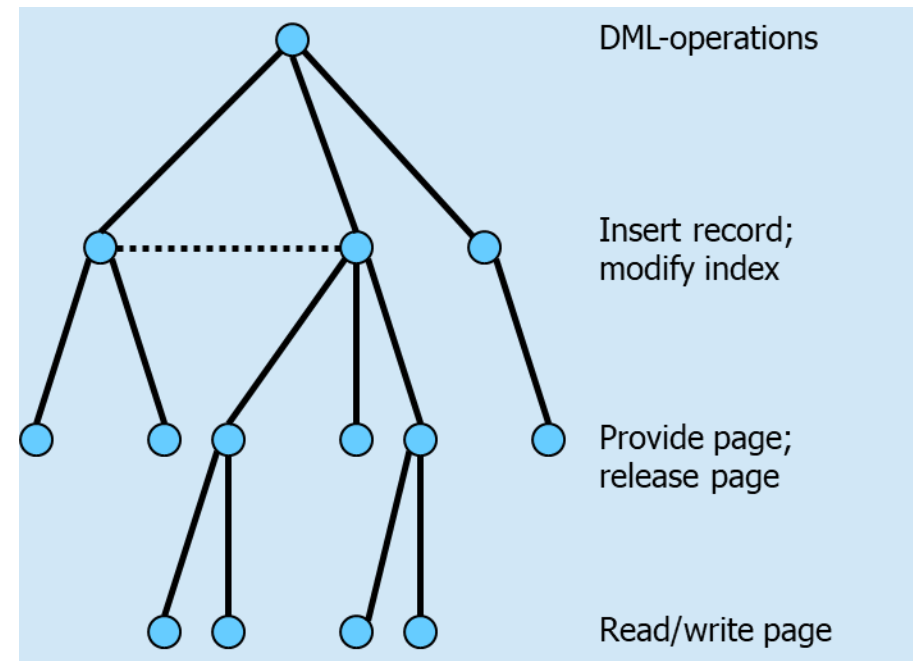 DML-operations
Insert record;
modify index
Provide page;
release page
Read/write page